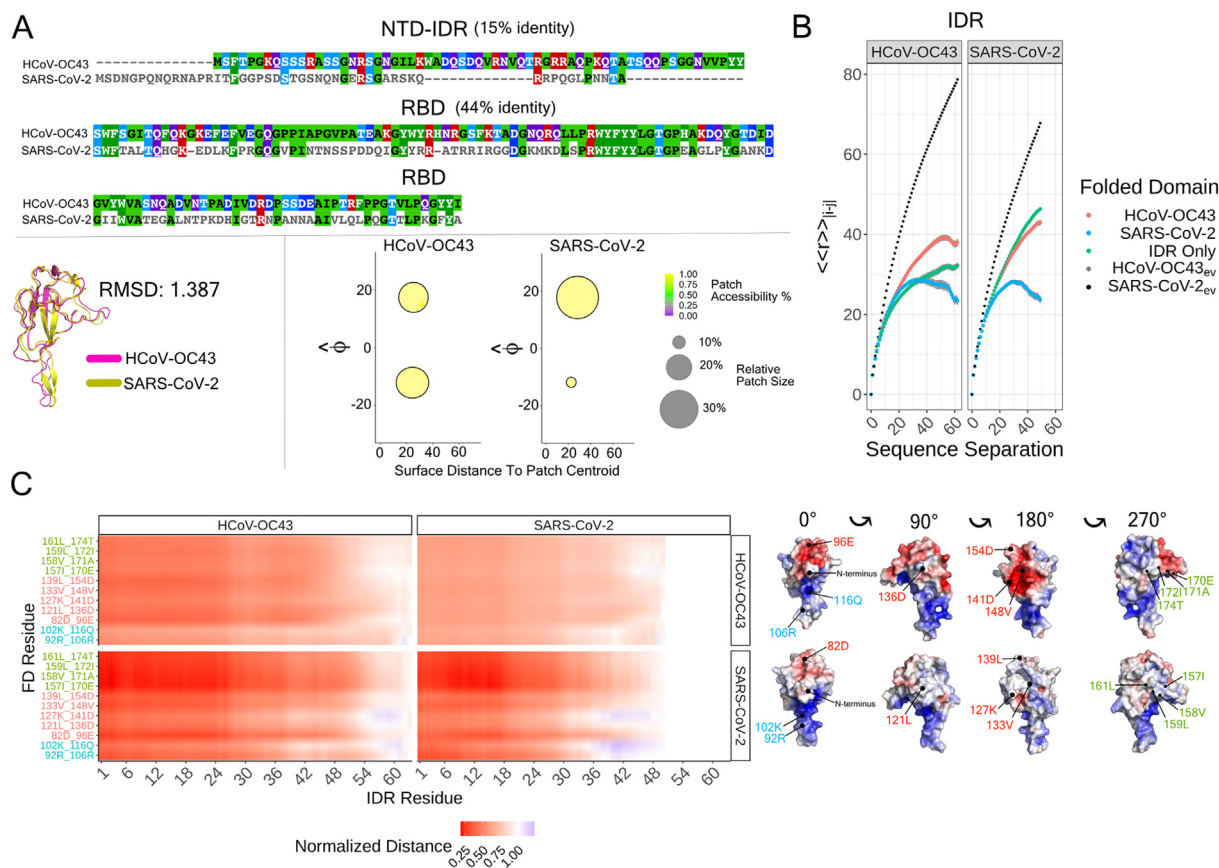 A
NTD-IDR (15% identity)
HCoV-OC43 ----------MSFTPGKQSSSRASSGNRSGNGILKWADQSDQVRNVQTRGRRAQPKQTATSQQPSGGNVVPYY
SARS-CoV-2 MSDNGPQNQRNAPRITFGGPSDSTGSNQNGERSGARSKQ----------RRPQGLPNNTA-----------
RBD (44% identity)
HCoV-OC43 SWFSGITQFQKGKEFEFVEGQGPPIAPGVPATEAKGYWYRHNRGSFKTADGNQRQLLPRWYFYYLGTGPHAKDQYGTDID
SARS-CoV-2 SWFTALTQHGK-EDLKFPRGQGVPINTNSSPDDQIGYYRR-ATRRIRGGDGKMKDLSPRWYFYYLGTGPEAGLPYGANKD
RBD
HCoV-OC43 GVYWVASNQADVNTPADIVDRDPSSDEAIPTRFPPGTVLPQGYYI
SARS-CoV-2 GIIWVATEGALNTPKDHIGTRNPANNAAIVLQLPQGTTLPKGFYA
RMSD: 1.387
HCoV-OC43
SARS-CoV-2
HCoV-OC43
SARS-CoV-2
<ϕ
20
0
-20
0 20 40 60
<ϕ
20
0
-20
0 20 40 60
Surface Distance To Patch Centroid
Patch Accessibility %
1.00
0.75
0.50
0.25
0.00
Relative Patch Size
10%
20%
30%
B
IDR
HCoV-OC43
SARS-CoV-2
<<r>>|i-j|
80
60
40
20
0
0 20 40 60
0 20 40 60
Sequence Separation
Folded Domain
HCoV-OC43
SARS-CoV-2
IDR Only
HCoV-OC43ev
SARS-CoV-2ev
C
HCoV-OC43
SARS-CoV-2
FD Residue
161L_174T
159L_172I
158V_171A
157I_170E
139L_154D
133V_148V
127K_141D
121L_136D
82D_96E
102K_116Q
92R_106R
HCoV-OC43
161L_174T
159L_172I
158V_171A
157I_170E
139L_154D
133V_148V
127K_141D
121L_136D
82D_96E
102K_116Q
92R_106R
SARS-CoV-2
1 6 12 18 24 30 36 42 48 54 60
1 6 12 18 24 30 36 42 48 54 60
IDR Residue
Normalized Distance
0.25 0.50 0.75 1.00
0° 90° 180° 270°
96E
N-terminus
116Q
106R
136D
154D
141D
148V
170E
172I 171A
174T
82D
N-terminus
102K
92R
121L
139L
127K
133V
161L
157I
158V
159L